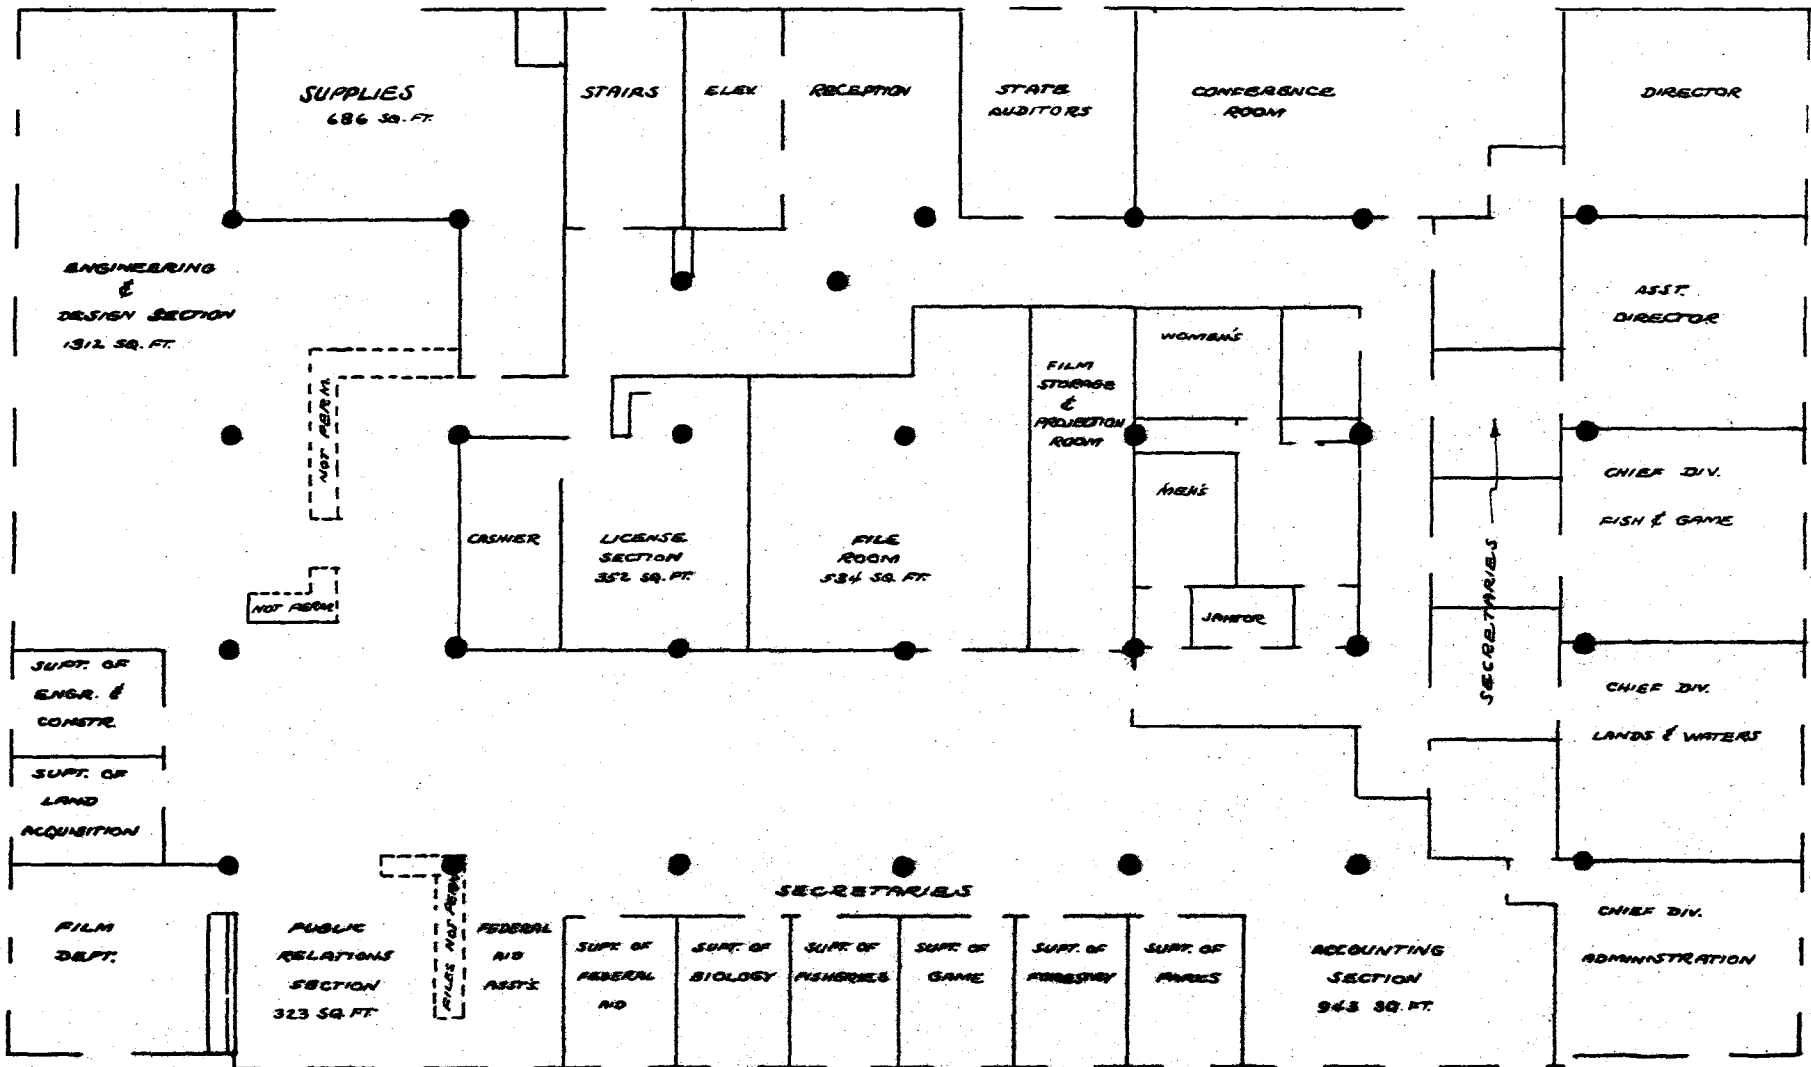 SUPPLIES
686 SQ. FT.
STAIRS
ELEV.
RECEPTION
STATE
AUDITORS
CONFERENCE
ROOM
DIRECTOR
ENGINEERING
&
DESIGN SECTION
1312 SQ. FT.
NOT PERM.
NOT PERM.
ASST.
DIRECTOR
WOMEN'S
FILM
STORAGE
&
PROJECTION
ROOM
MEN'S
JANITOR
CASHIER
LICENSE
SECTION
352 SQ. FT.
FILE
ROOM
534 SQ. FT.
SECRETARIES
CHIEF DIV.
FISH & GAME
CHIEF DIV.
LANDS & WATERS
SUPT. OF
ENGR. &
CONSTR.
SUPT. OF
LAND
ACQUISITION
FILM
DEPT.
PUBLIC
RELATIONS
SECTION
323 SQ. FT.
FILES NOT PERM.
FEDERAL
AID
ASST'S
SECRETARIES
SUPT. OF
FEDERAL
AID
SUPT. OF
BIOLOGY
SUPT. OF
FISHERIES
SUPT. OF
GAME
SUPT. OF
FORESTRY
SUPT. OF
PARKS
ACCOUNTING
SECTION
943 SQ. FT.
CHIEF DIV.
ADMINISTRATION